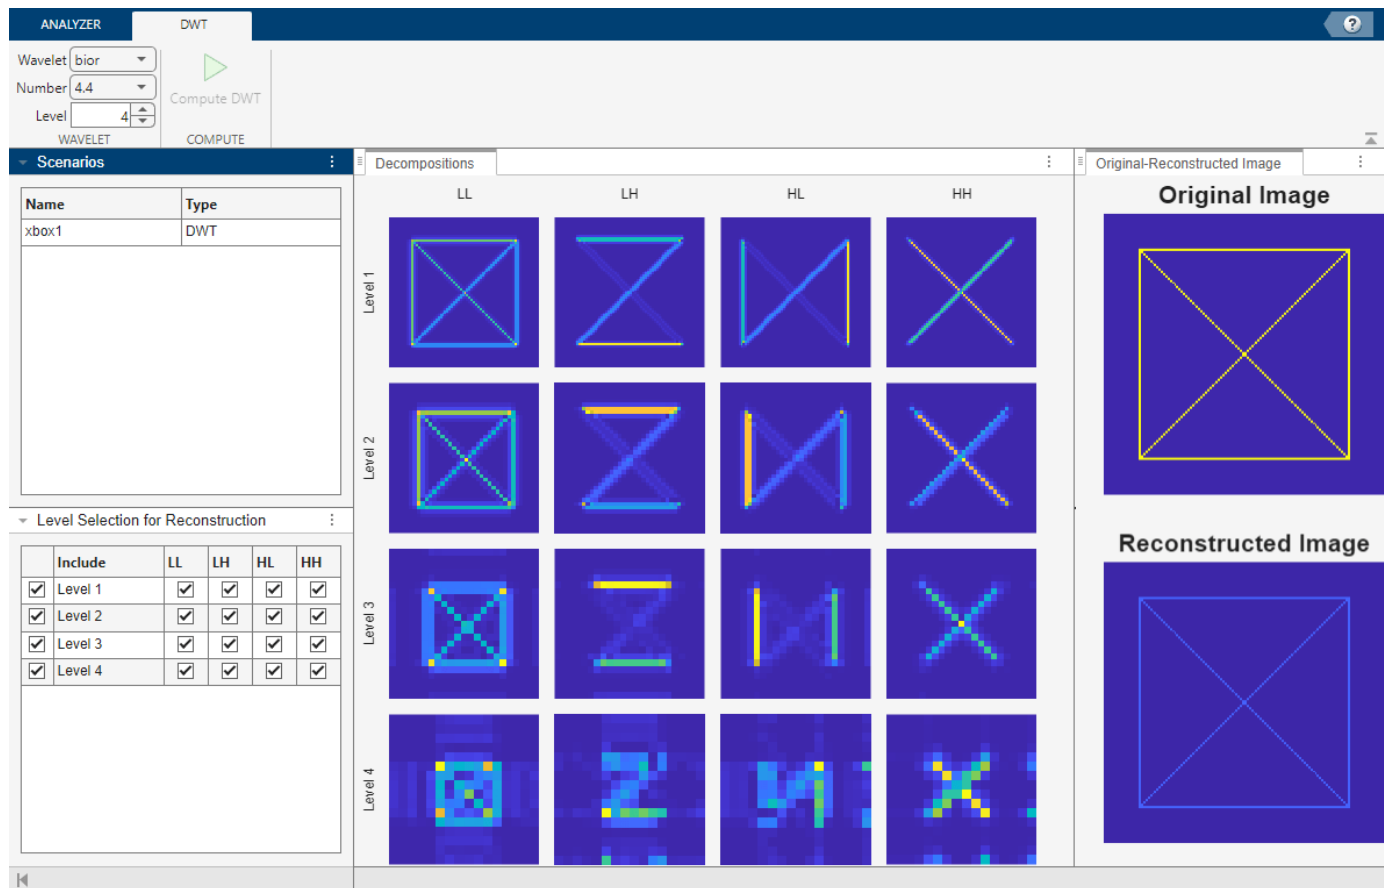 ANALYZER DWT ?
Wavelet bior
Number 4.4
Level 4
Compute DWT
WAVELET COMPUTE
Scenarios
Name Type
xbox1 DWT
Level Selection for Reconstruction
Include LL LH HL HH
Level 1
Level 2
Level 3
Level 4
Decompositions
LL LH HL HH
Level 1
Level 2
Level 3
Level 4
Original-Reconstructed Image
Original Image
Reconstructed Image